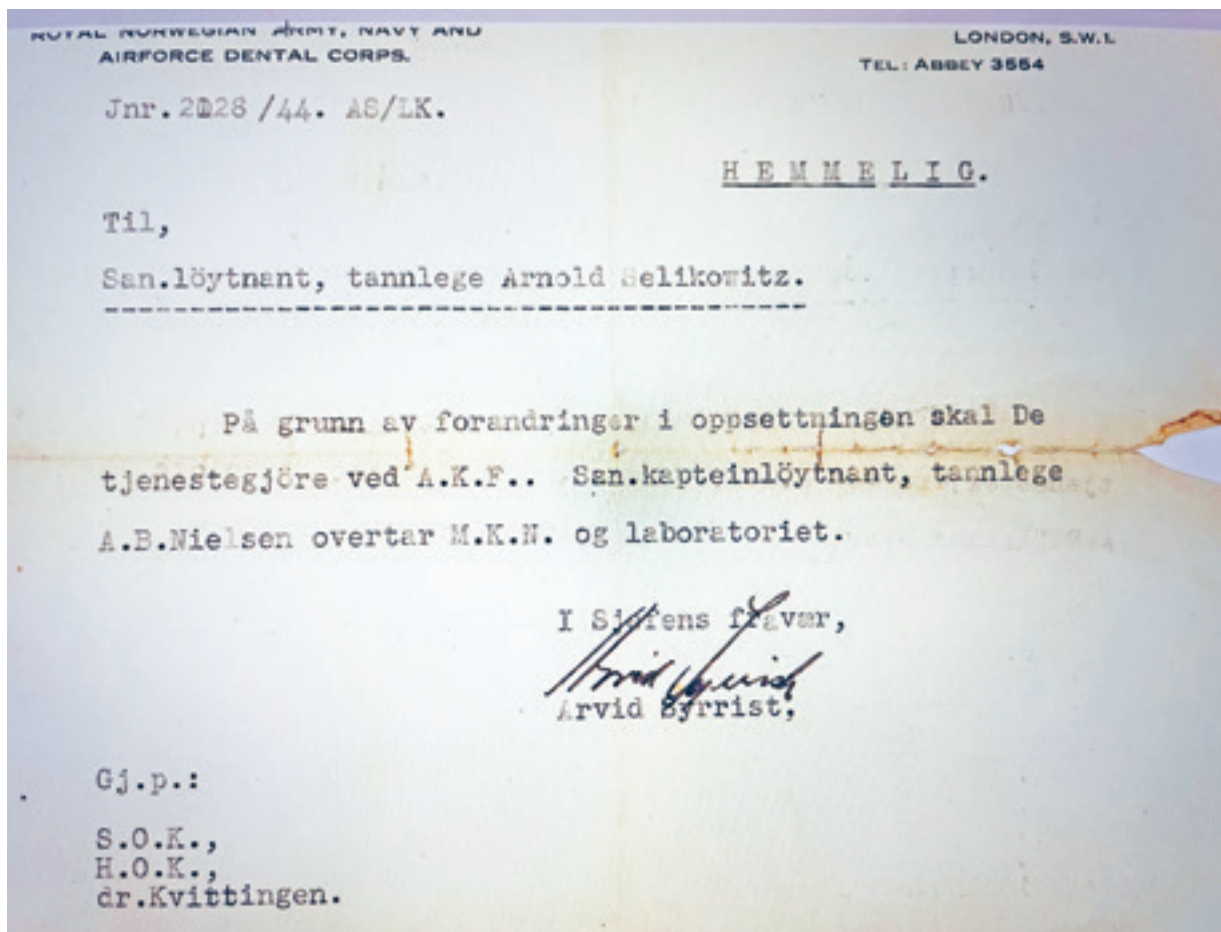 ROYAL NORWEGIAN ARMY, NAVY AND
AIRFORCE DENTAL CORPS.
LONDON, S.W.1.
TEL: ABBEY 3554
Jnr. 2028 /44. AS/LK.
HEMMELIG.
Til,
San.löytnant, tannlege Arnold Selikowitz.
På grunn av forandringer i oppsettningen skal De
tjenestegjöre ved A.K.F.. San.kapteinlöytnant, tannlege
A.B.Nielsen overtar M.K.N. og laboratoriet.
I Sjefens fravær,
Arvid Syrrist,
Gj.p.:
S.O.K.,
H.O.K.,
dr.Kvittingen.